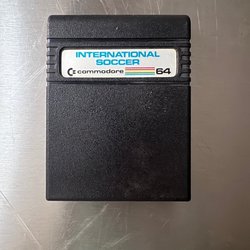 INTERNATIONAL
SOCCER
commodore 64